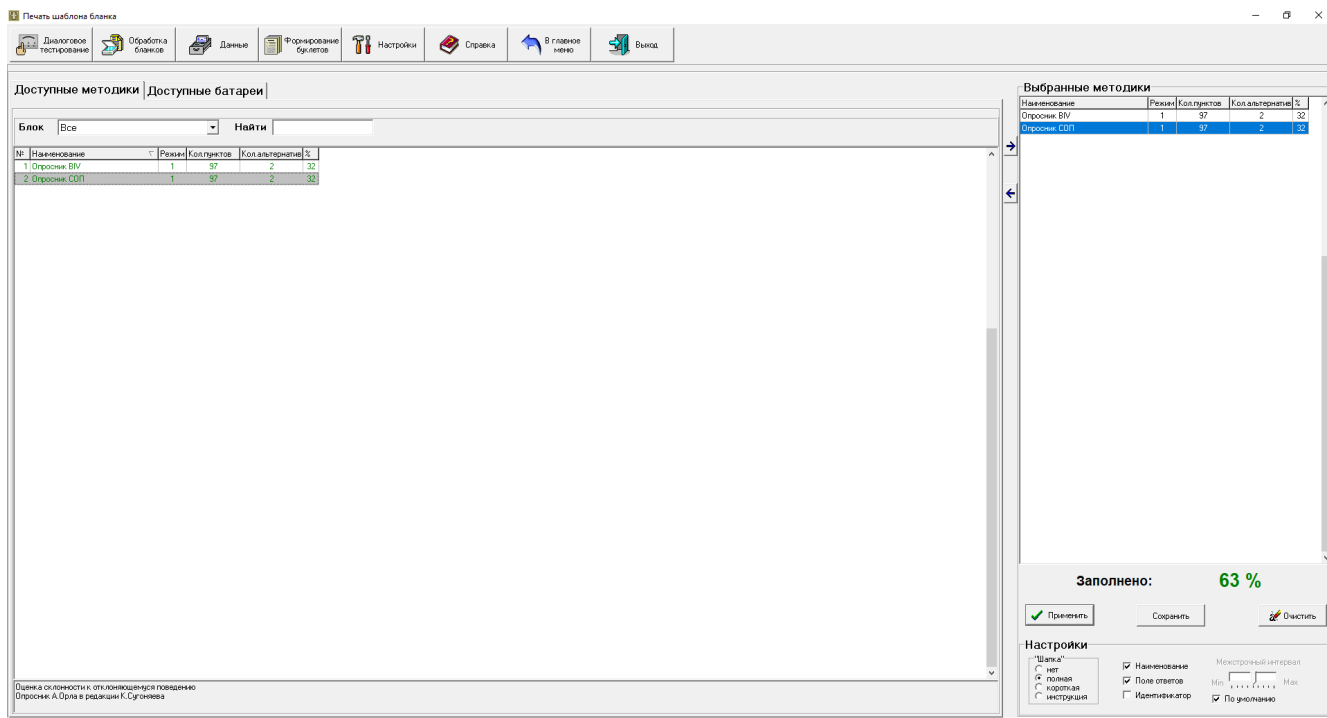 Печать шаблона бланка
Диалоговое тестирование
Обработка бланков
Данные
Формирование буклетов
Настройки
Справка
В главное меню
Выход
Доступные методики Доступные батареи
Блок Все Найти
№ Наименование Режим Кол.пунктов Кол.альтернатив %
1 Опросник BIV 1 97 2 32
2 Опросник СОП 1 97 2 32
Оценка склонности к отклоняющемуся поведению
Опросник А.Орла в редакции К.Сугоняева
Выбранные методики
Наименование Режим Кол.пунктов Кол.альтернатив %
Опросник BIV 1 97 2 32
Опросник СОП 1 97 2 32
Заполнено: 63 %
Применить Сохранить Очистить
Настройки
"Шапка"
нет
полная
короткая
инструкция
Наименование
Поле ответов
Идентификатор
Межстрочный интервал
Min Max
По умолчанию